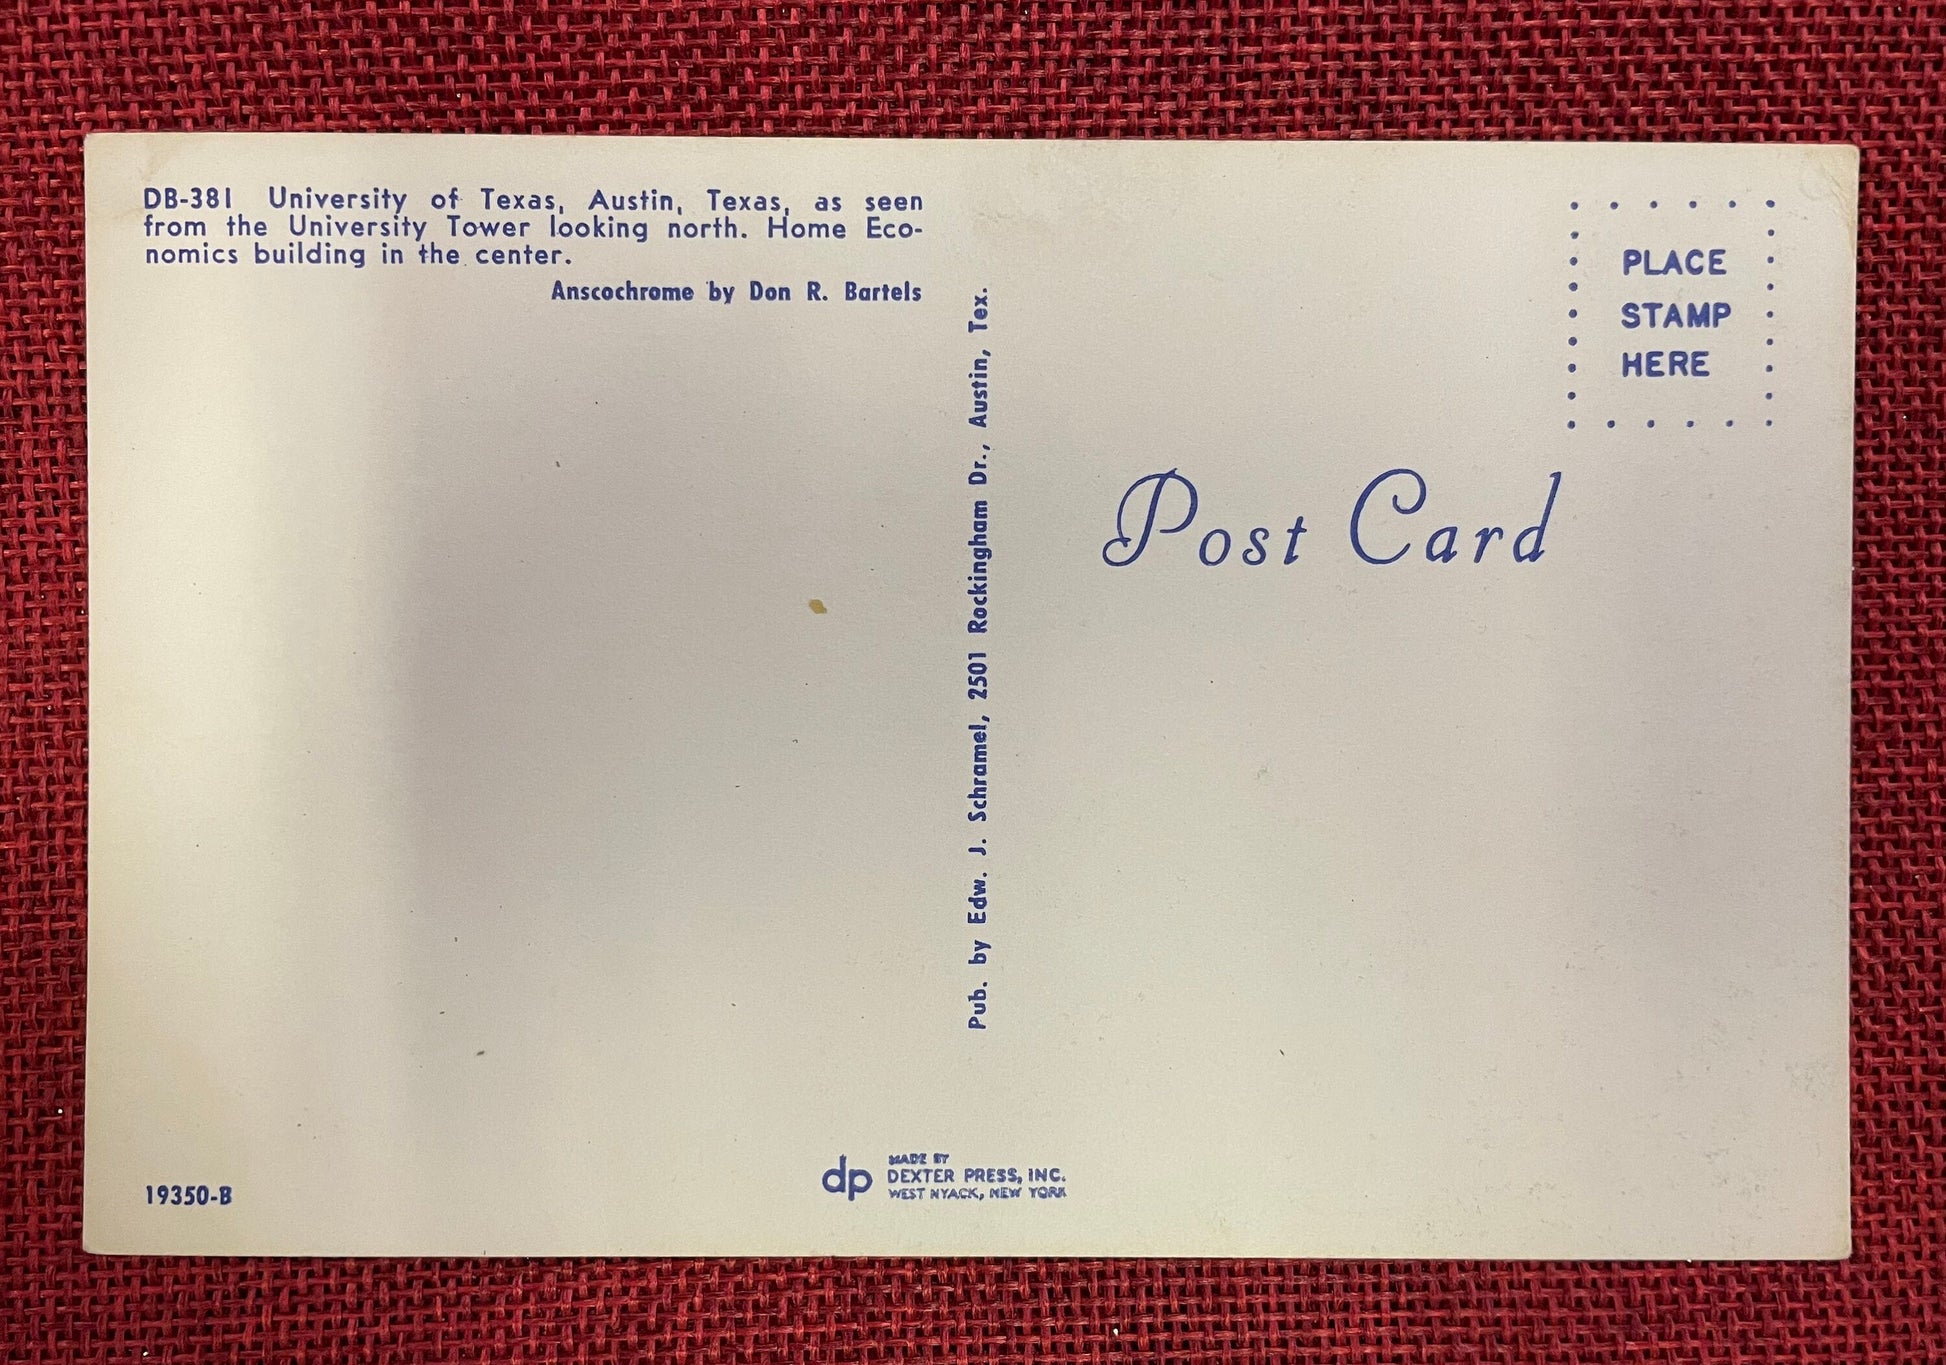 DB-381 University of Texas, Austin, Texas, as seen
from the University Tower looking north. Home Eco-
nomics building in the center.
Anscochrome by Don R. Bartels
Pub. by Edw. J. Schramel, 2501 Rockingham Dr., Austin, Tex.
PLACE
STAMP
HERE
Post Card
19350-B
dp
MADE BY
DEXTER PRESS, INC.
WEST NYACK, NEW YORK